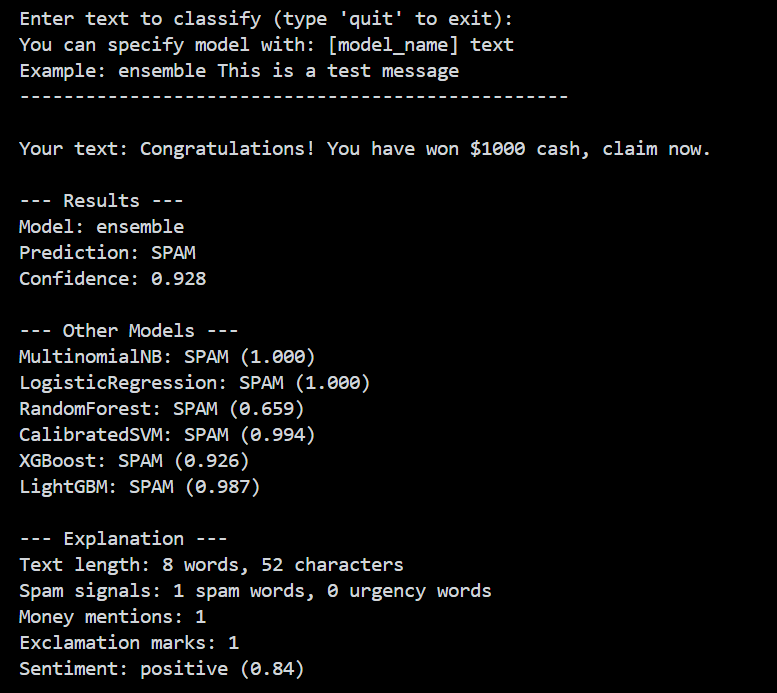 Enter text to classify (type 'quit' to exit):
You can specify model with: [model_name] text
Example: ensemble This is a test message
--------------------------------------------------
Your text: Congratulations! You have won $1000 cash, claim now.
--- Results ---
Model: ensemble
Prediction: SPAM
Confidence: 0.928
--- Other Models ---
MultinomialNB: SPAM (1.000)
LogisticRegression: SPAM (1.000)
RandomForest: SPAM (0.659)
CalibratedSVM: SPAM (0.994)
XGBoost: SPAM (0.926)
LightGBM: SPAM (0.987)
--- Explanation ---
Text length: 8 words, 52 characters
Spam signals: 1 spam words, 0 urgency words
Money mentions: 1
Exclamation marks: 1
Sentiment: positive (0.84)